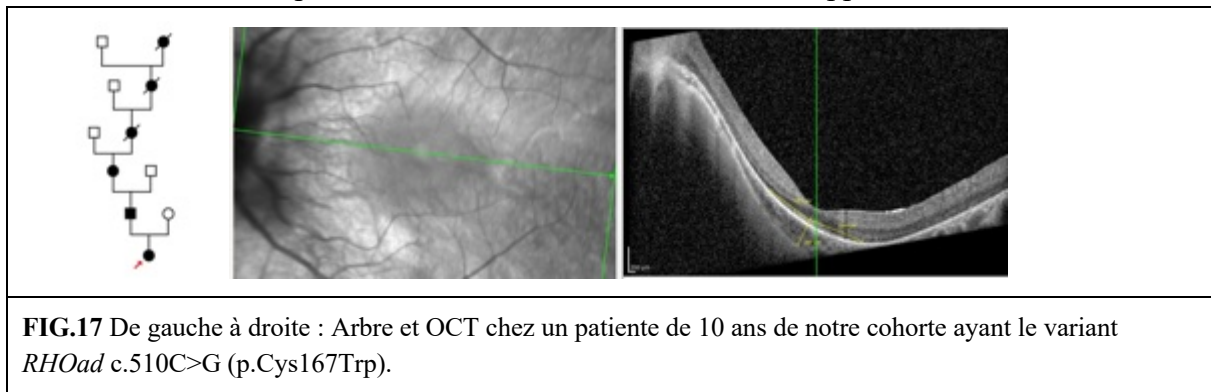 FIG.17 De gauche à droite : Arbre et OCT chez un patiente de 10 ans de notre cohorte ayant le variant
RHOad c.510C>G (p.Cys167Trp).